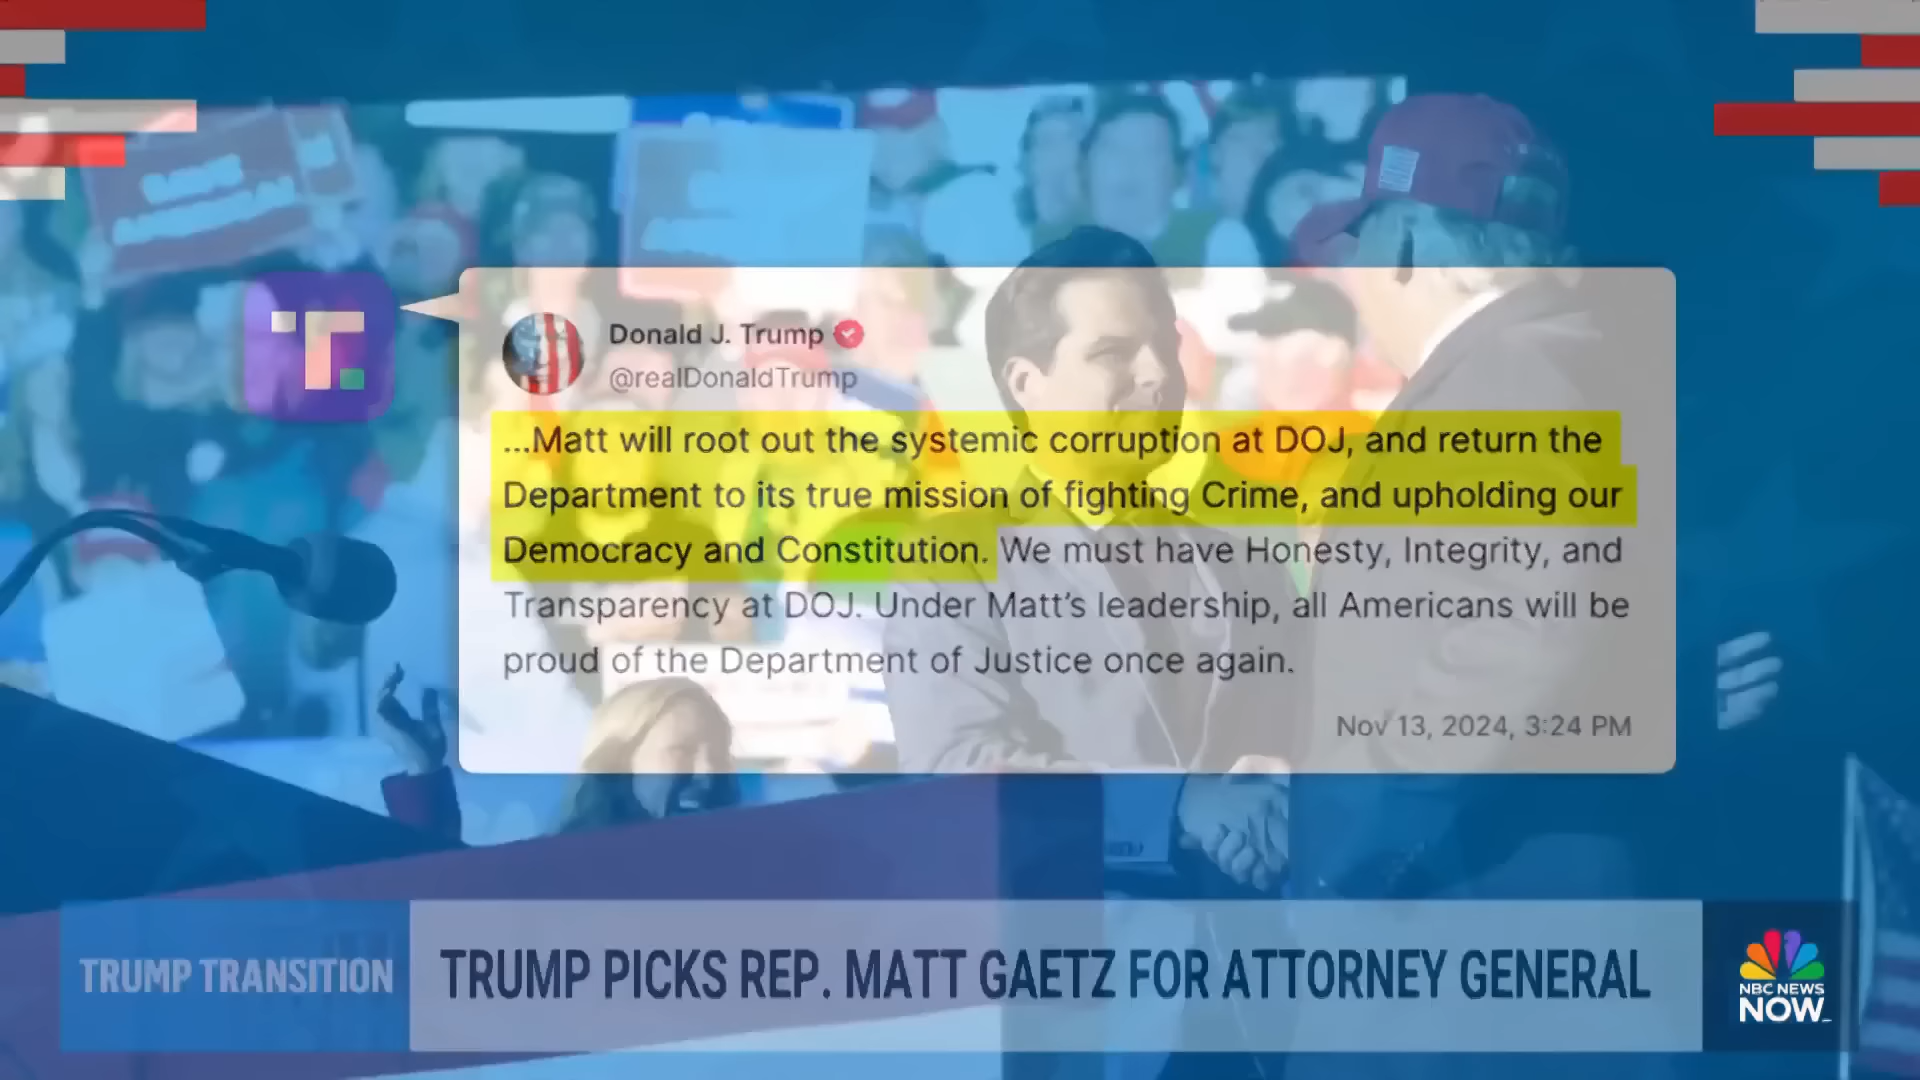 Donald J. Trump
@realDonaldTrump
...Matt will root out the systemic corruption at DOJ, and return the
Department to its true mission of fighting Crime, and upholding our
Democracy and Constitution. We must have Honesty, Integrity, and
Transparency at DOJ. Under Matt's leadership, all Americans will be
proud of the Department of Justice once again.
Nov 13, 2024, 3:24 PM
TRUMP TRANSITION
TRUMP PICKS REP. MATT GAETZ FOR ATTORNEY GENERAL
NBC NEWS
NOW